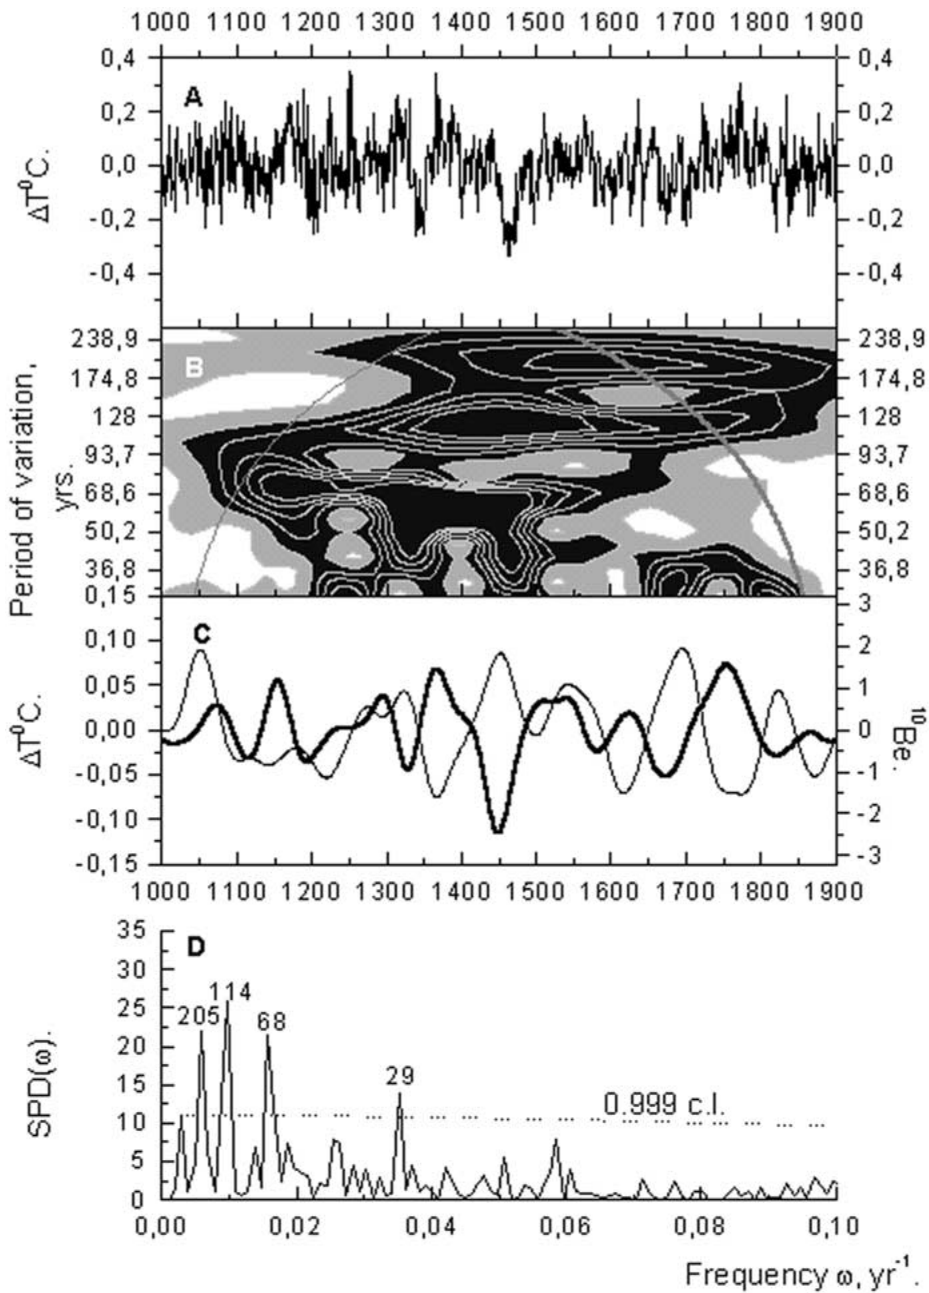 1000 1100 1200 1300 1400 1500 1600 1700 1800 1900
0,4 0,4
A
0,2 0,2
0,0 0,0
-0,2 -0,2
-0,4 -0,4
ΔT⁰C.
238,9 238,9
B
174,8 174,8
128 128
93,7 93,7
68,6 68,6
50,2 50,2
36,8 36,8
0,15 0,15
Period of variation,
yrs.
3
0,10 C
2
0,05 1
0,00 0
-0,05 -1
-0,10 -2
-0,15 -3
ΔT⁰C.
¹⁰Be.
1000 1100 1200 1300 1400 1500 1600 1700 1800 1900
35
D
30
25
20
15
10
5
0
SPD(ω).
114
205
68
29
0.999 c.l.
0,00 0,02 0,04 0,06 0,08 0,10
Frequency ω, yr⁻¹.